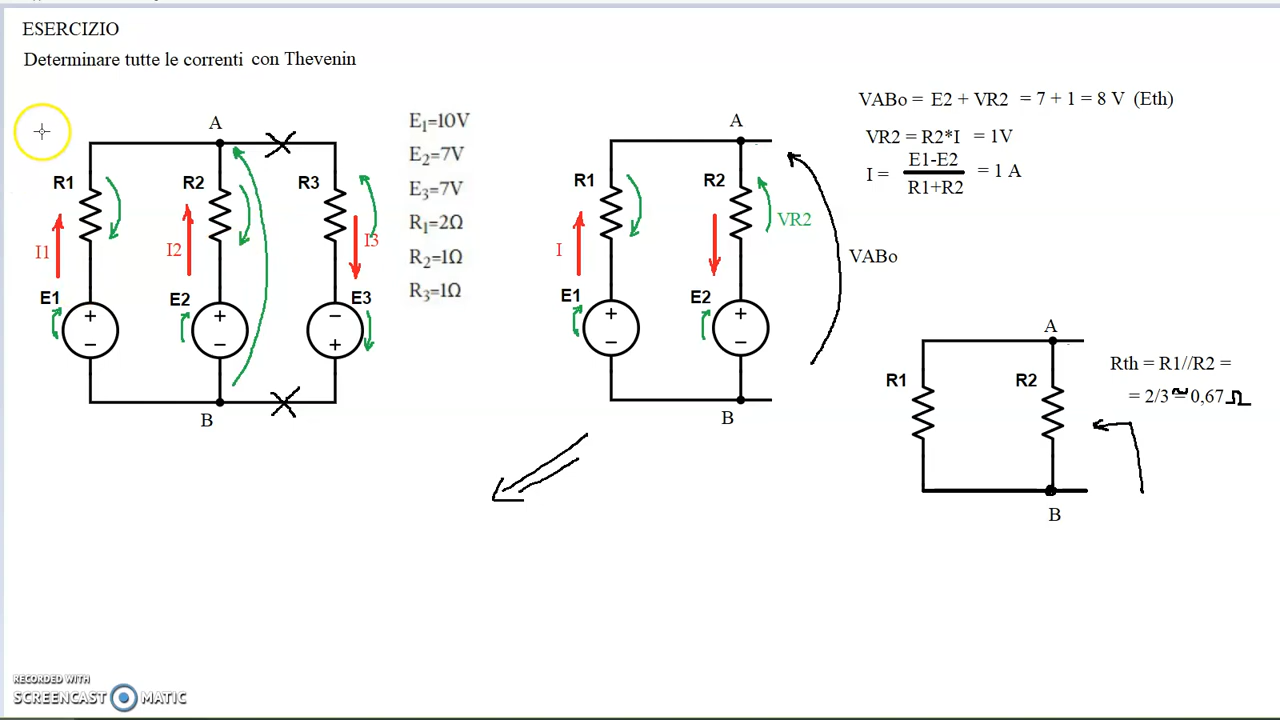 ESERCIZIO
Determinare tutte le correnti con Thevenin
A
R1
R2
R3
I1
I2
I3
E1
E2
E3
+
+
−
−
−
+
B
E1=10V
E2=7V
E3=7V
R1=2Ω
R2=1Ω
R3=1Ω
A
R1
R2
VR2
I
VABo
E1
E2
+
+
−
−
B
VABo = E2 + VR2 = 7 + 1 = 8 V (Eth)
VR2 = R2*I = 1V
I = E1-E2 = 1 A
R1+R2
A
R1
R2
Rth = R1//R2 =
= 2/3 ≅ 0,67 Ω
B
RECORDED WITH
SCREENCAST MATIC